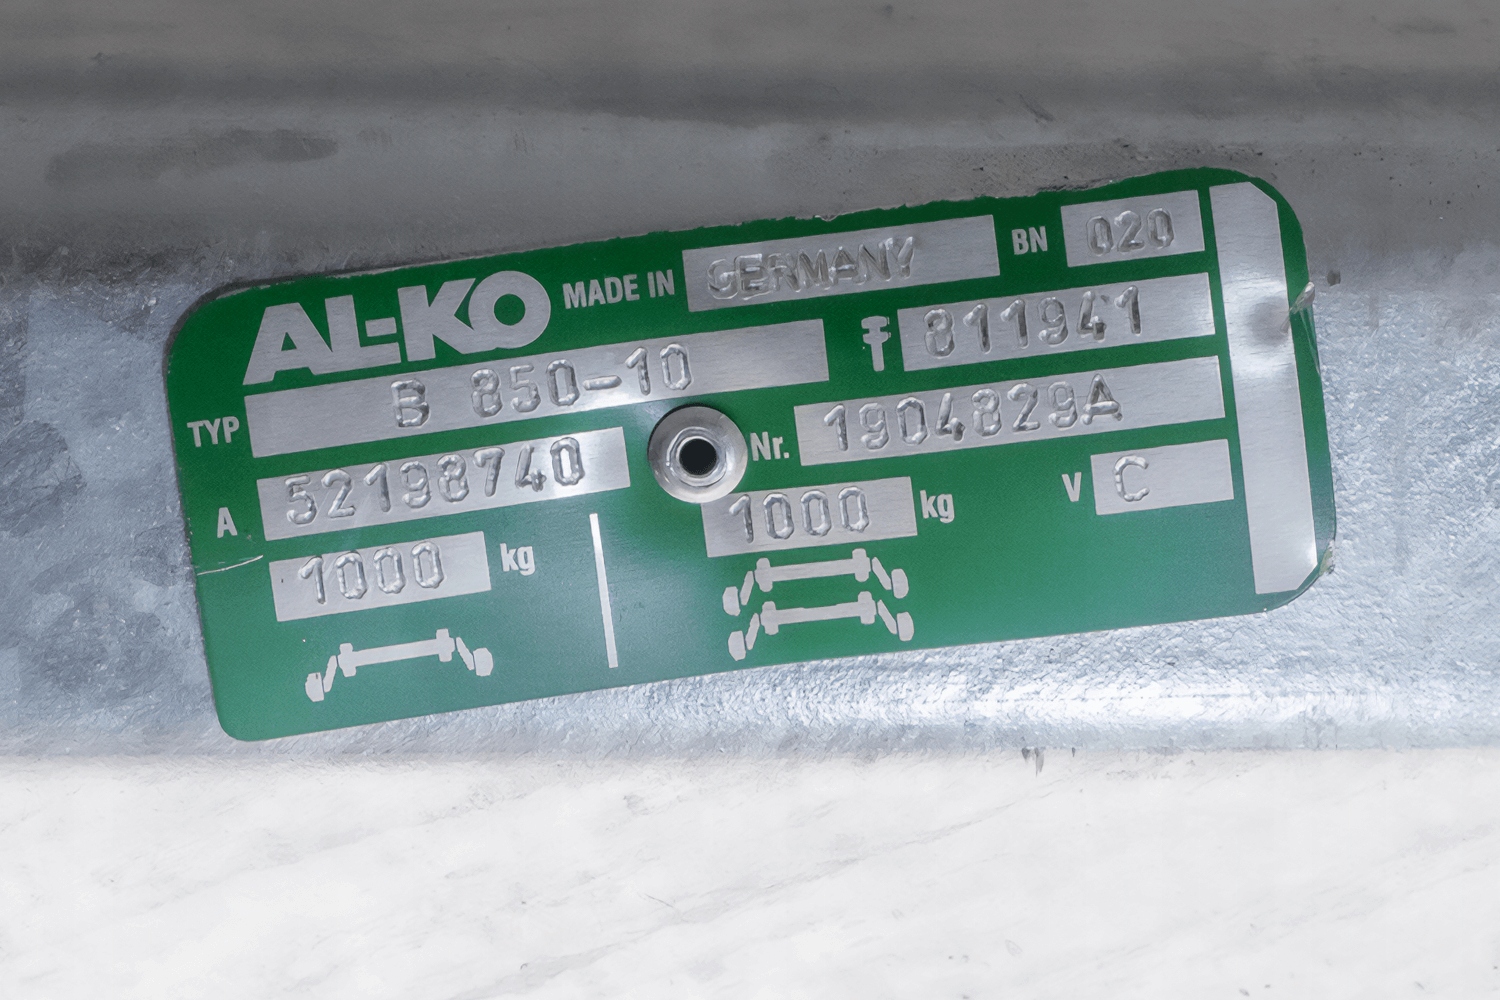 AL-KO MADE IN GERMANY BN 020
TYP B 850-10 811941
A 52198740 Nr. 1904829A
1000 kg 1000 kg V C